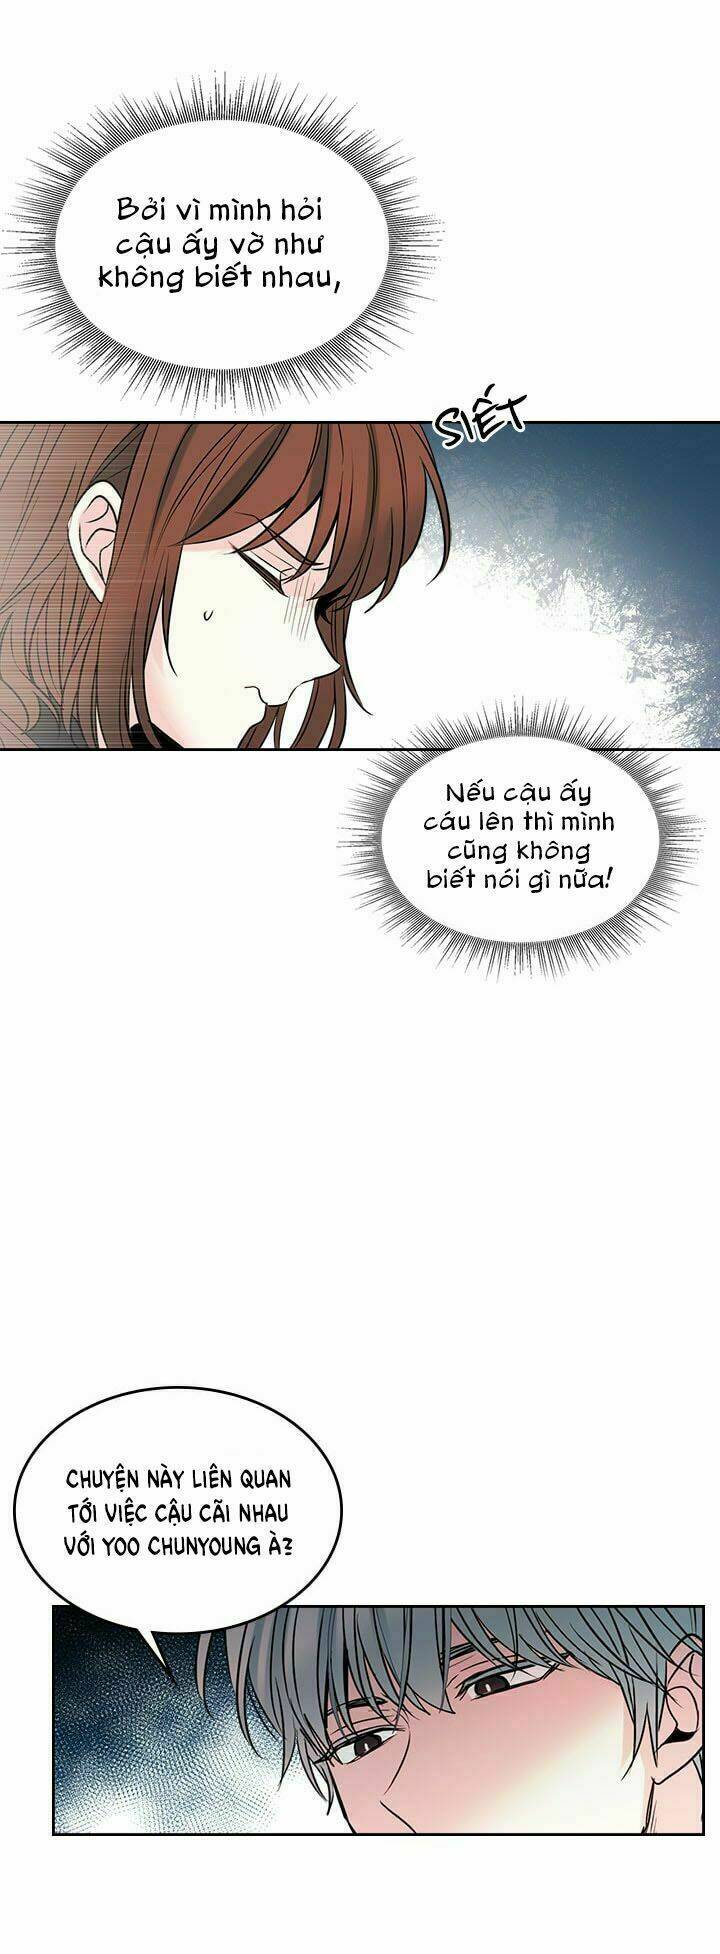 Bởi vì mình hỏi
cậu ấy vờ như
không biết nhau,
SIẾT
Nếu cậu ấy
cáu lên thì mình
cũng không
biết nói gì nữa!
CHUYỆN NÀY LIÊN QUAN
TỚI VIỆC CẬU CÃI NHAU
VỚI YOO CHUNYOUNG À?